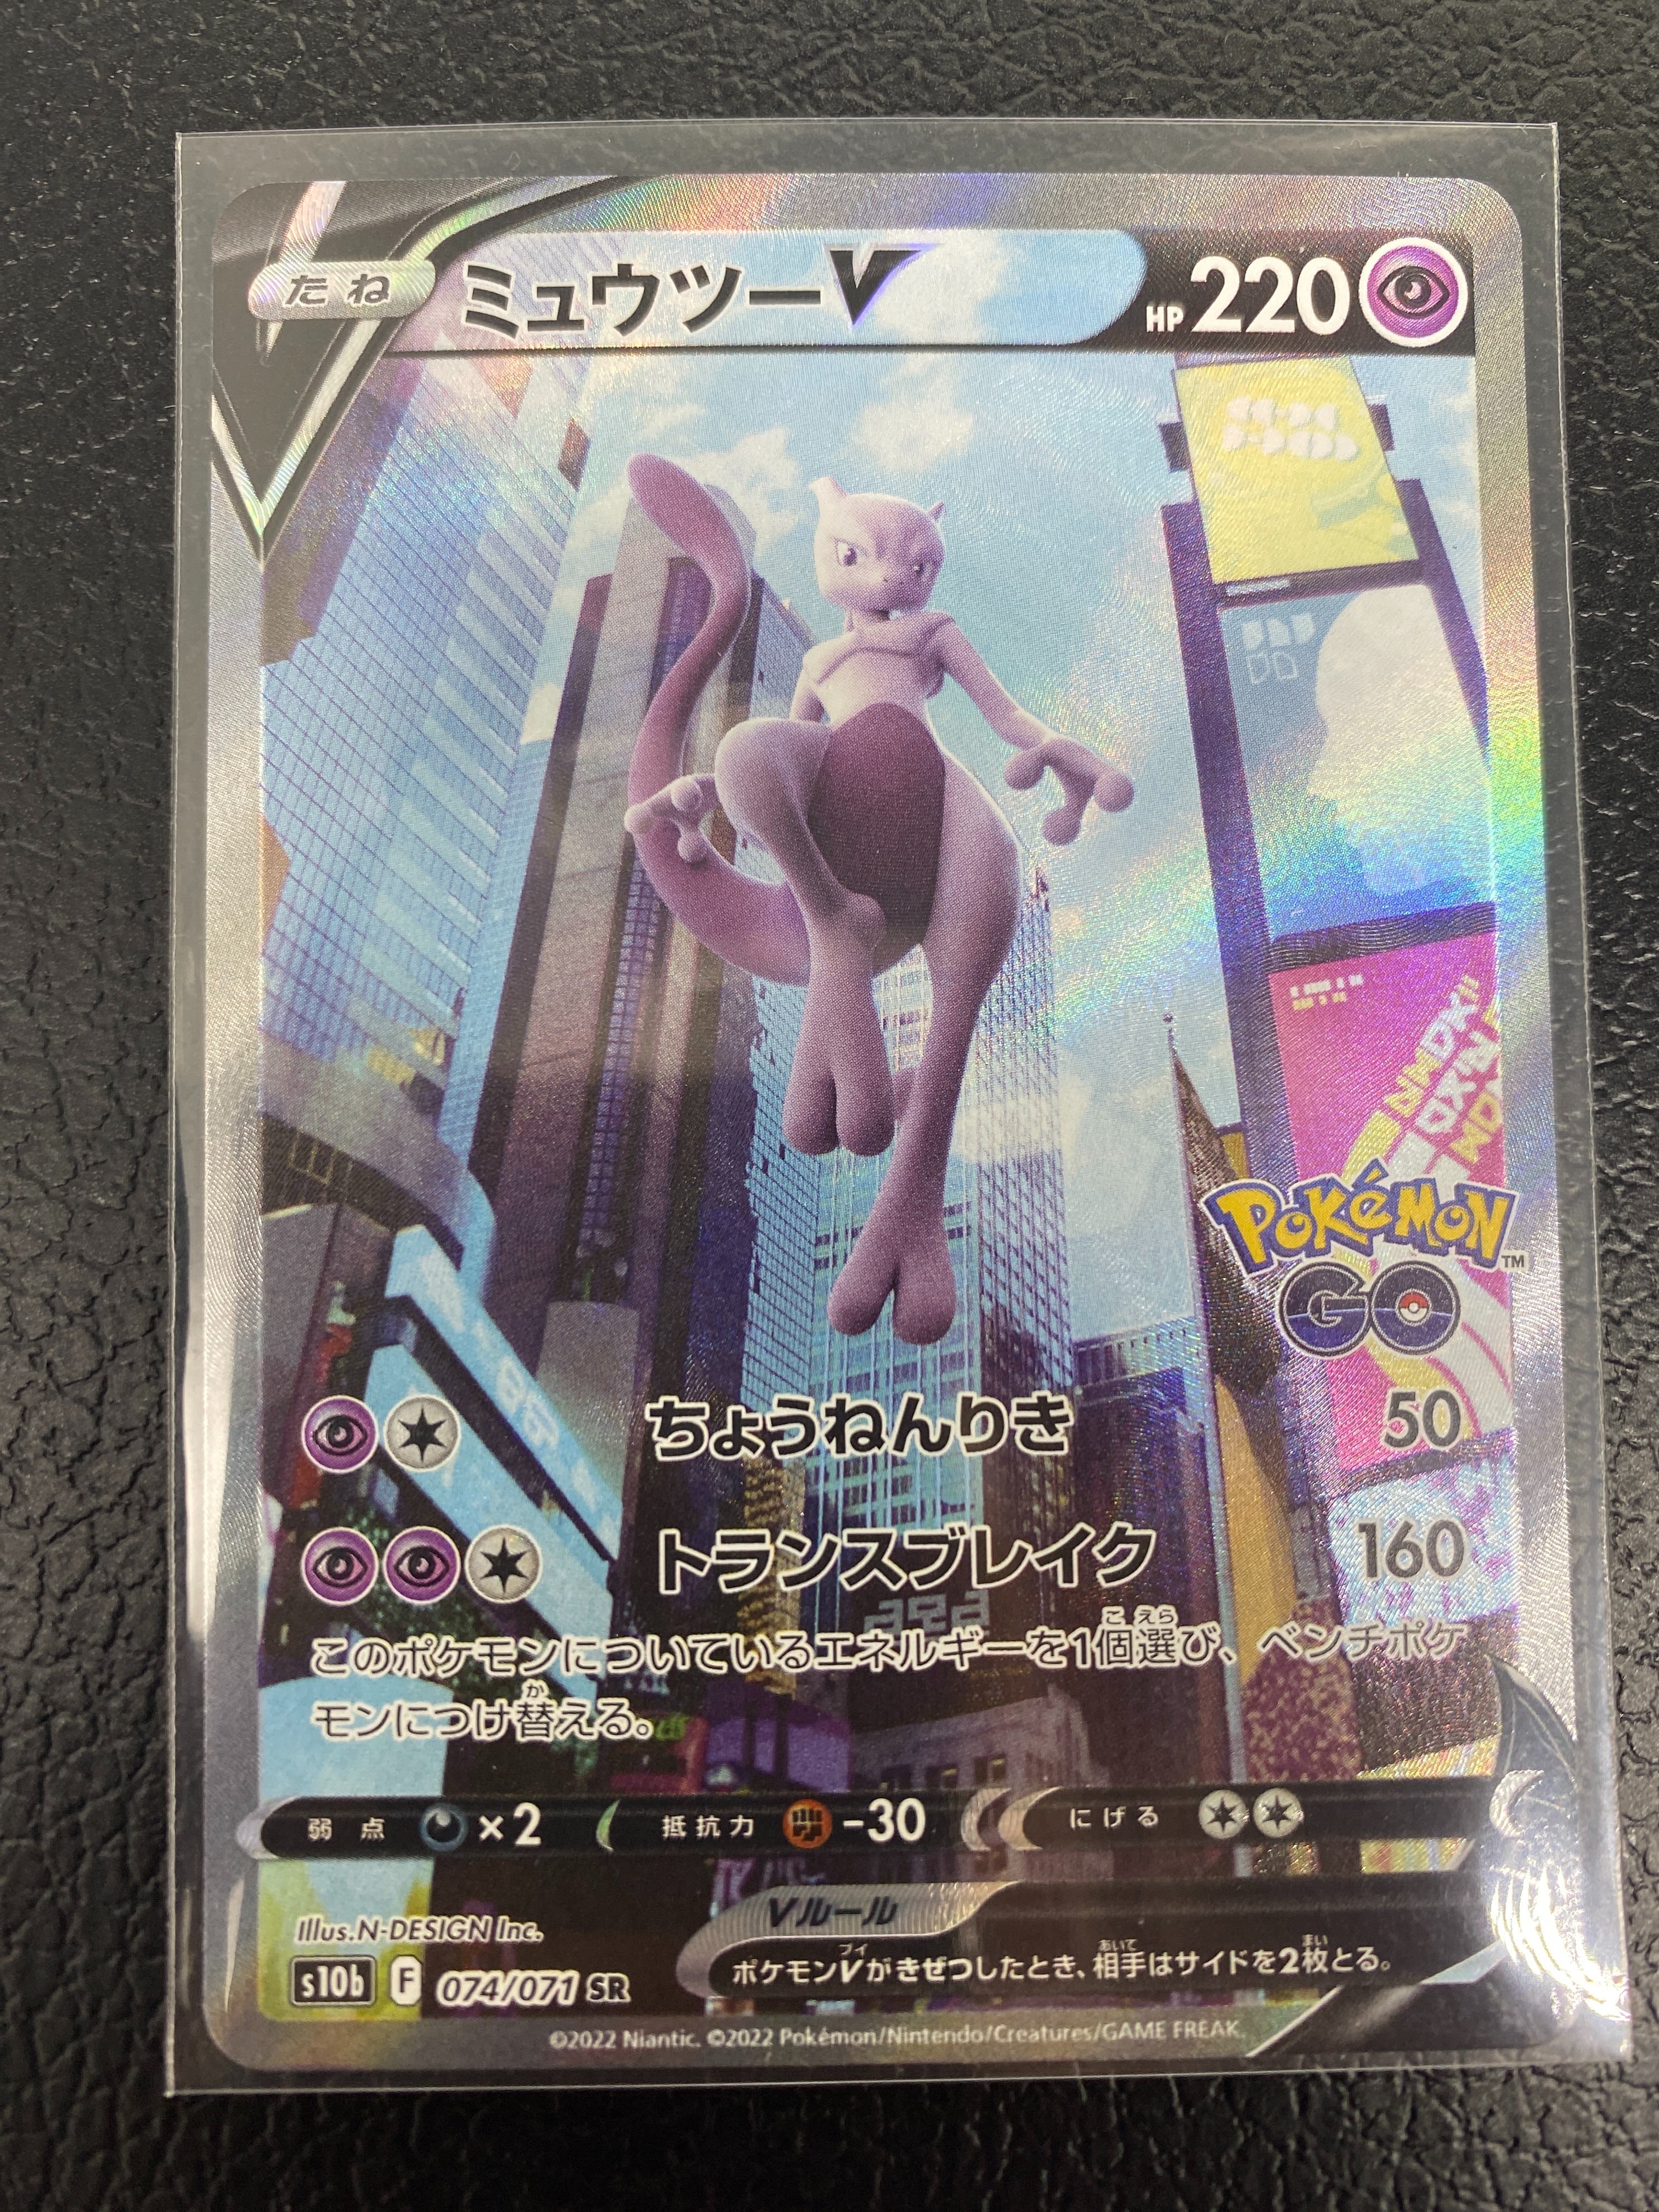 たね ミュウツーV HP 220
POKÉMON™
GO
ちょうねんりき 50
トランスブレイク 160
このポケモンについているエネルギーを1個選び、ベンチポケ
モンにつけ替える。
弱点 ×2 抵抗力 -30 にげる
Vルール
ポケモンVがきぜつしたとき、相手はサイドを2枚とる。
Illus. N-DESIGN Inc.
s10b F 074/071 SR
©2022 Niantic. ©2022 Pokémon/Nintendo/Creatures/GAME FREAK.